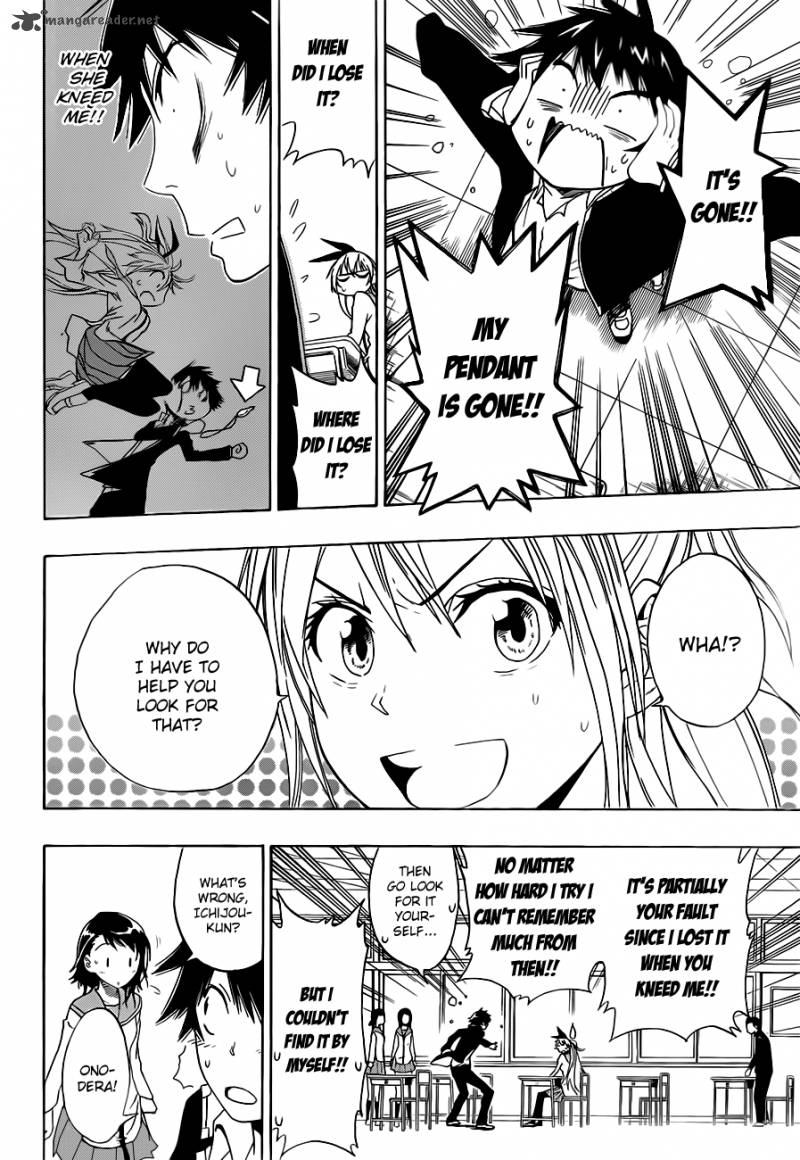 mangareader.net
IT'S
GONE!!
MY
PENDANT
IS GONE!!
WHEN
DID I LOSE
IT?
WHERE
DID I LOSE
IT?
WHEN
SHE
KNEED
ME!!
WHA!?
WHY DO
I HAVE TO
HELP YOU
LOOK FOR
THAT?
IT'S PARTIALLY
YOUR FAULT
SINCE I LOST IT
WHEN YOU
KNEED ME!!
NO MATTER
HOW HARD I TRY I
CAN'T REMEMBER
MUCH FROM
THEN!!
THEN
GO LOOK
FOR IT
YOUR-
SELF...
BUT I
COULDN'T
FIND IT BY
MYSELF!!
WHAT'S
WRONG,
ICHIJOU-
KUN?
ONO-
DERA!